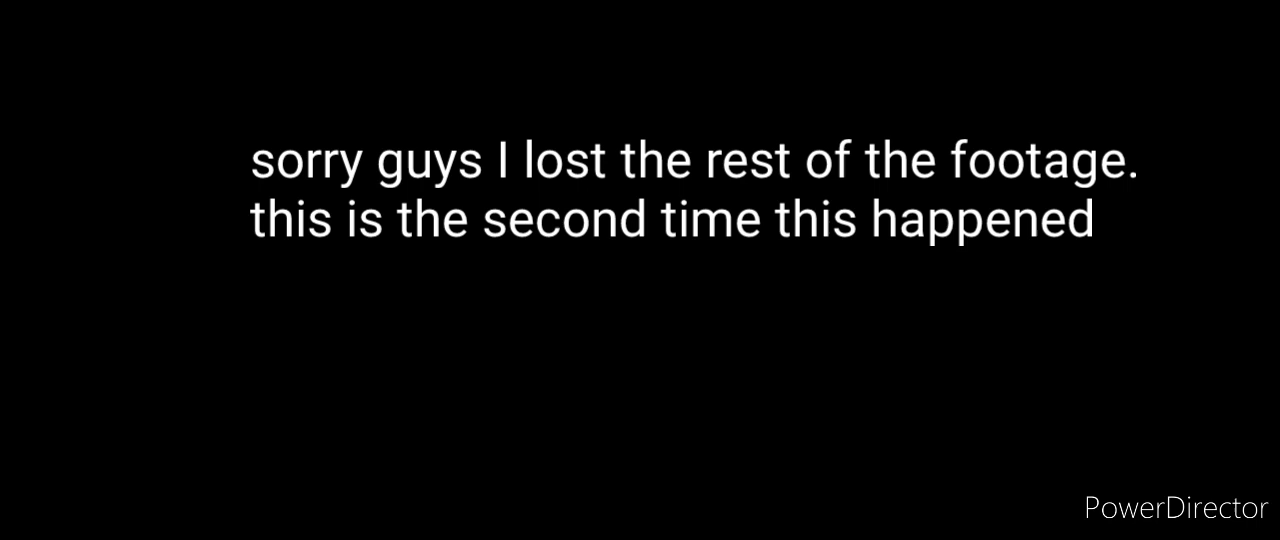 sorry guys I lost the rest of the footage.
this is the second time this happened
PowerDirector